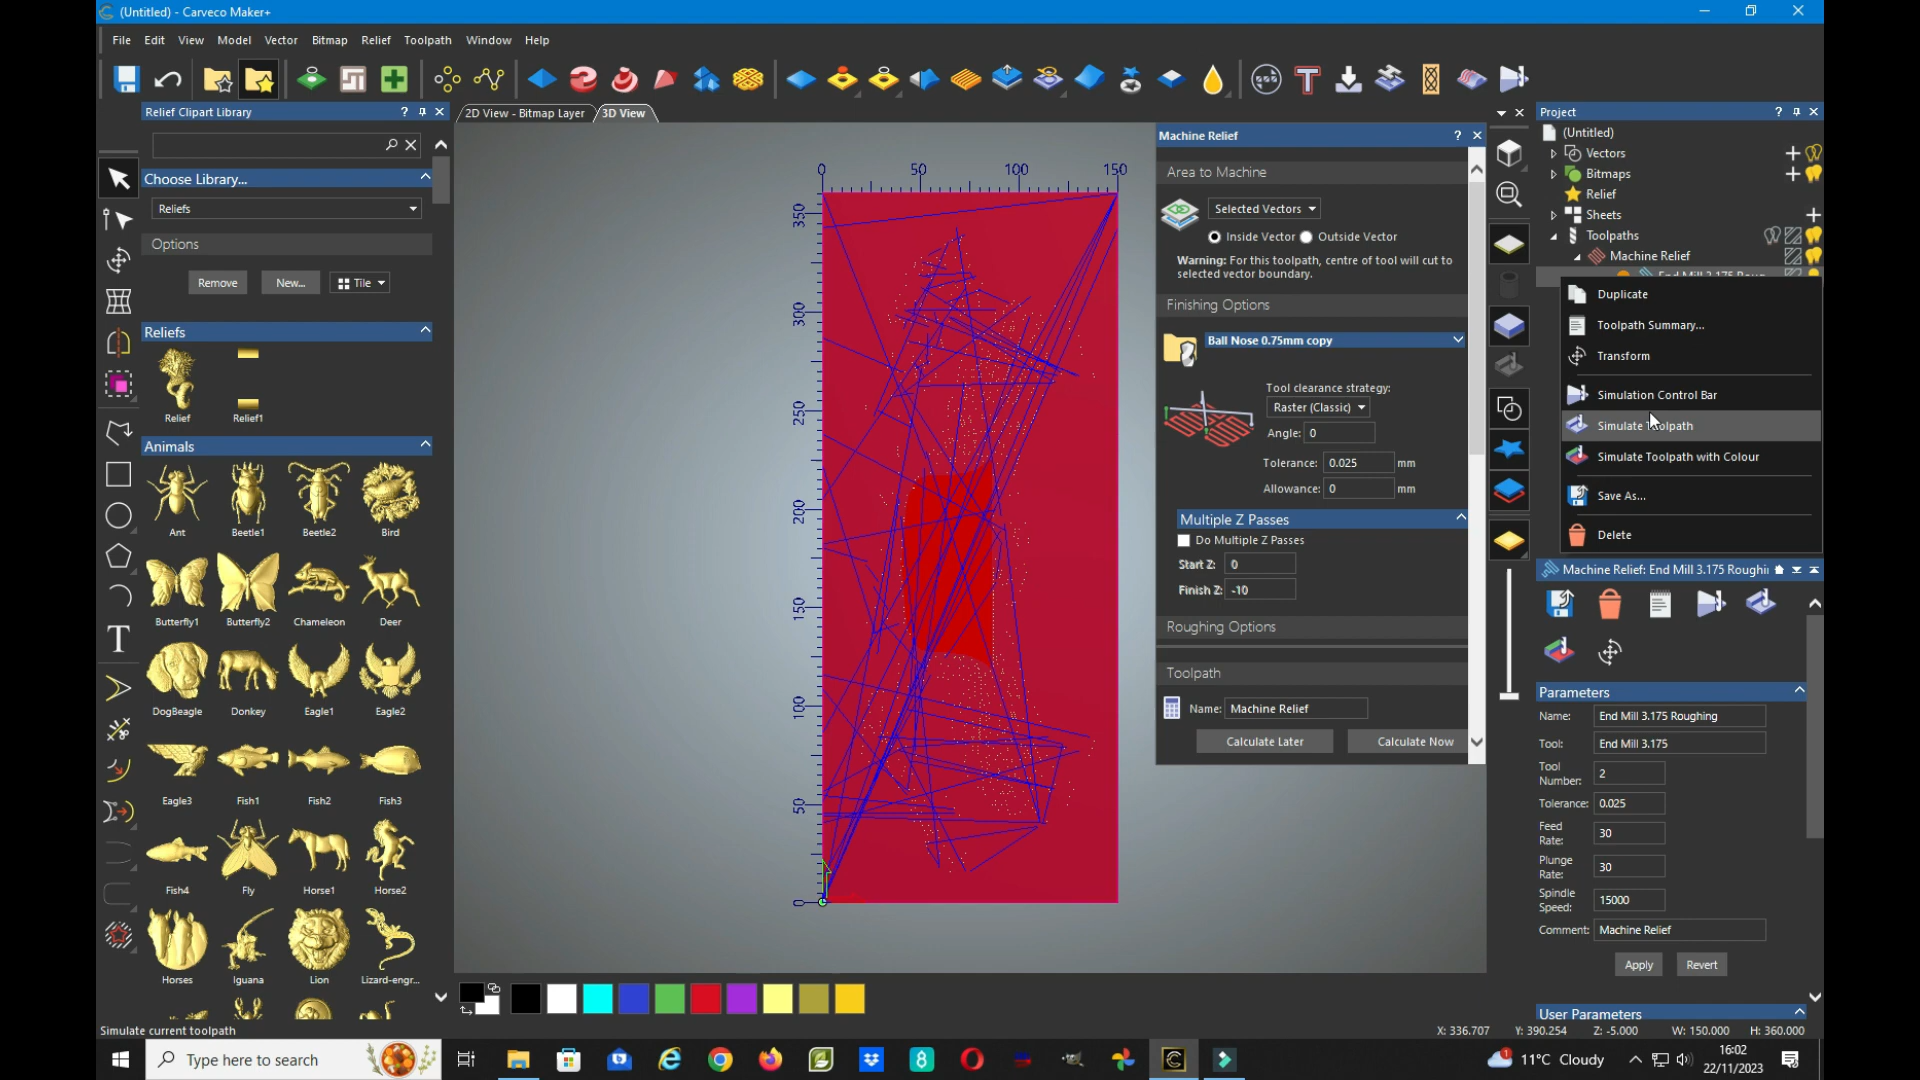 (Untitled) - Carveco Maker+
File Edit View Model Vector Bitmap Relief Toolpath Window Help
Relief Clipart Library
Choose Library...
Reliefs
Options
Remove New... Tile
Reliefs
Relief Relief1
Animals
Ant Beetle1 Beetle2 Bird
Butterfly1 Butterfly2 Chameleon Deer
DogBeagle Donkey Eagle1 Eagle2
Eagle3 Fish1 Fish2 Fish3
Fish4 Fly Horse1 Horse2
Horses Iguana Lion Lizard-engr...
Simulate current toolpath
2D View - Bitmap Layer 3D View
0 50 100 150
350
300
250
200
150
100
50
0
Machine Relief
Area to Machine
Selected Vectors
Inside Vector Outside Vector
Warning: For this toolpath, centre of tool will cut to
selected vector boundary.
Finishing Options
Ball Nose 0.75mm copy
Tool clearance strategy:
Raster (Classic)
Angle: 0
Tolerance: 0.025 mm
Allowance: 0 mm
Multiple Z Passes
Do Multiple Z Passes
Start Z: 0
Finish Z: -10
Roughing Options
Toolpath
Name: Machine Relief
Calculate Later Calculate Now
Project
(Untitled)
Vectors
Bitmaps
Relief
Sheets
Toolpaths
Machine Relief
End Mill 3.175 Roug...
Duplicate
Toolpath Summary...
Transform
Simulation Control Bar
Simulate Toolpath
Simulate Toolpath with Colour
Save As...
Delete
Machine Relief: End Mill 3.175 Roughi
Parameters
Name: End Mill 3.175 Roughing
Tool: End Mill 3.175
Tool
Number: 2
Tolerance: 0.025
Feed
Rate: 30
Plunge
Rate: 30
Spindle
Speed: 15000
Comment: Machine Relief
Apply Revert
User Parameters
X: 336.707 Y: 390.254 Z: -5.000 W: 150.000 H: 360.000
Type here to search
11°C Cloudy
16:02
22/11/2023